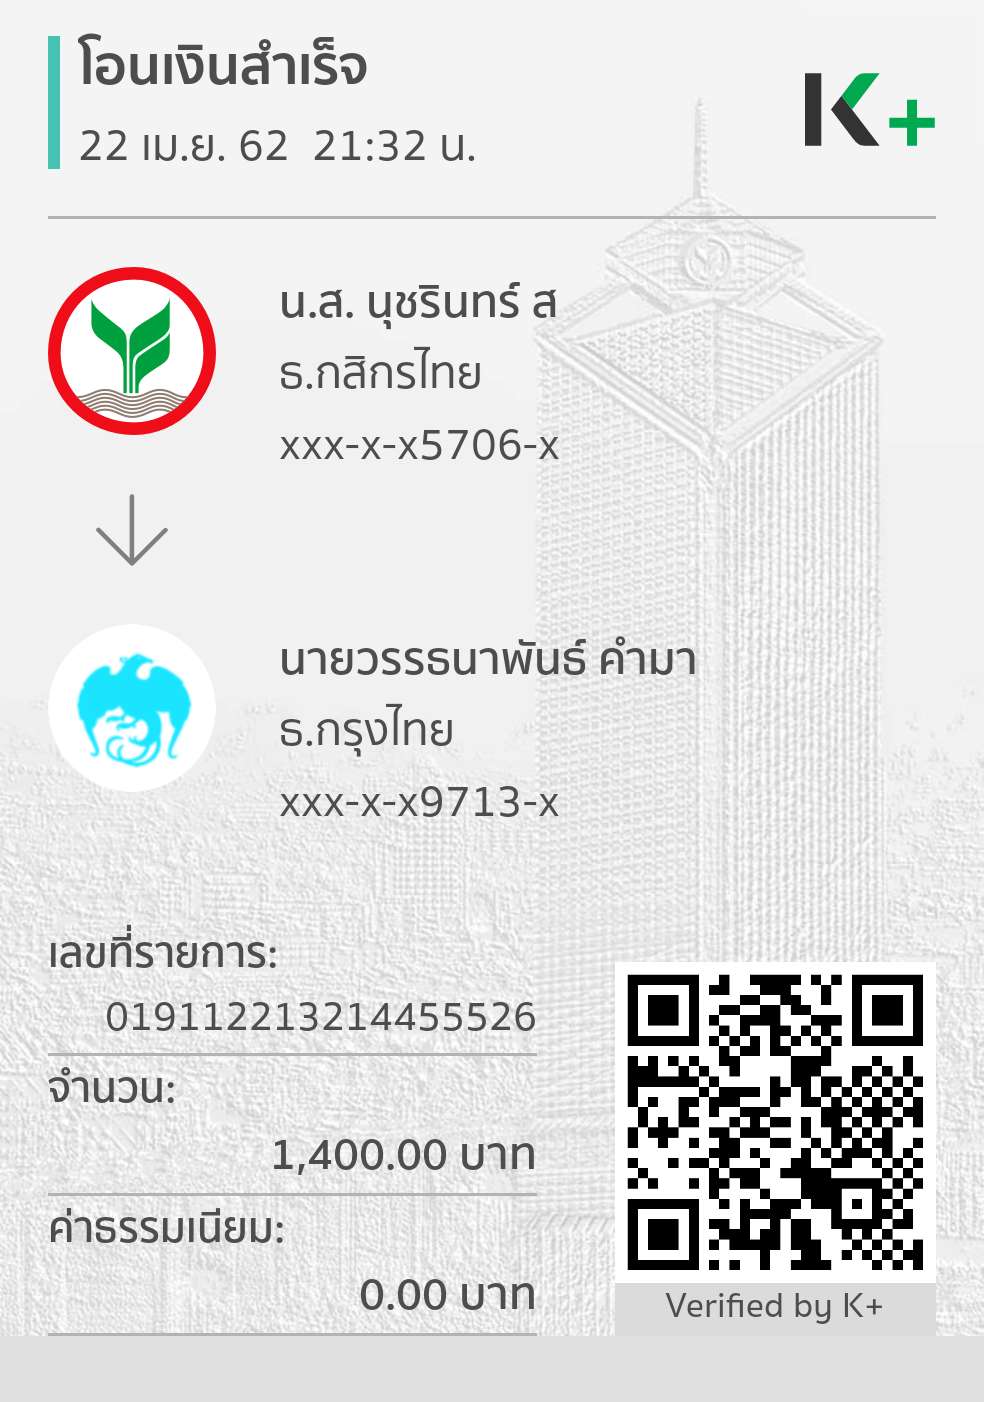 โอนเงินสำเร็จ
22 เม.ย. 62 21:32 น.
K+
น.ส. นุชรินทร์ ส
ธ.กสิกรไทย
xxx-x-x5706-x
นายวรรธนาพันธ์ คำมา
ธ.กรุงไทย
xxx-x-x9713-x
เลขที่รายการ:
019112213214455526
จำนวน:
1,400.00 บาท
ค่าธรรมเนียม:
0.00 บาท
Verified by K+